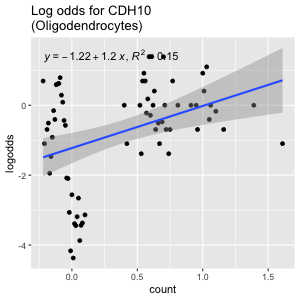 Log odds for CDH10
(Oligodendrocytes)
y = −1.22 + 1.2 x, R² = 0.15
logodds
0
-2
-4
0.0 0.5 1.0 1.5
count